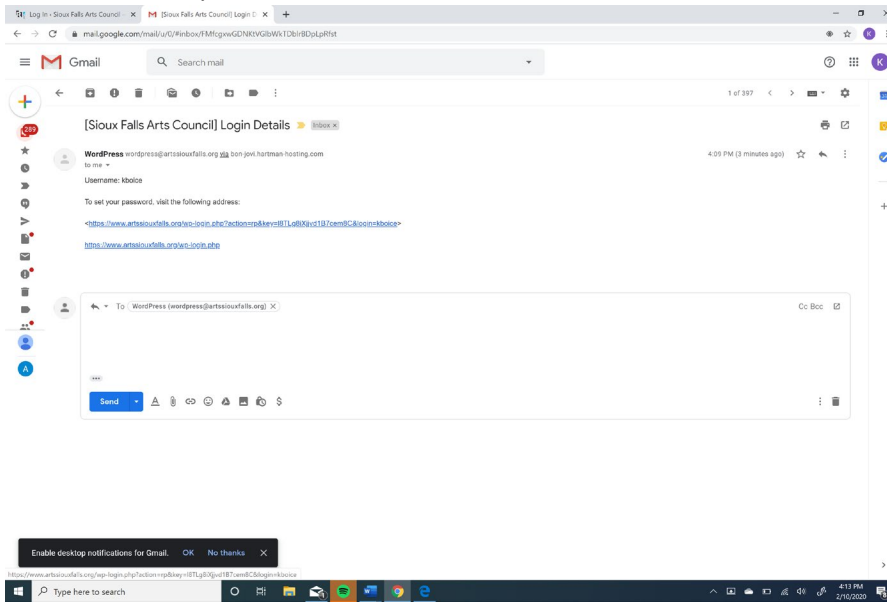 Log In ‹ Sioux Falls Arts Council
[Sioux Falls Arts Council] Login D
mail.google.com/mail/u/0/#inbox/FMfcgxwGDNKtVGlbWkTDblrBDpLpRfst
K
Gmail
Search mail
K
1 of 397
289
[Sioux Falls Arts Council] Login Details
Inbox x
WordPress wordpress@artssiouxfalls.org via bon-jovi.hartman-hosting.com
4:09 PM (3 minutes ago)
to me
Username: kboice
To set your password, visit the following address:
<https://www.artssiouxfalls.org/wp-login.php?action=rp&key=l8TLg8iXjjvd1B7cem8C&login=kboice>
https://www.artssiouxfalls.org/wp-login.php
To WordPress (wordpress@artssiouxfalls.org) X
Cc Bcc
A
Send
Enable desktop notifications for Gmail. OK No thanks X
https://www.artssiouxfalls.org/wp-login.php?action=rp&key=l8TLg8iXjjvd1B7cem8C&login=kboice
Type here to search
4:13 PM
2/10/2020